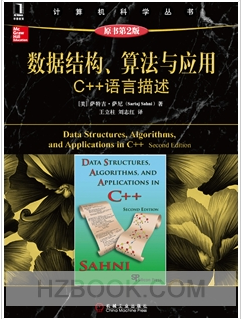 计算机科学丛书
McGraw Hill Education
原书第2版
数据结构、算法与应用
C++语言描述
[美] 萨特吉·萨尼 (Sartaj Sahni) 著
王立柱 刘志红 译
Data Structures, Algorithms,
and Applications in C++ Second Edition
DATA STRUCTURES,
ALGORITHMS, AND
APPLICATIONS IN
C++
SECOND EDITION
SAHNI
HZBOOK.COM
机械工业出版社
China Machine Press